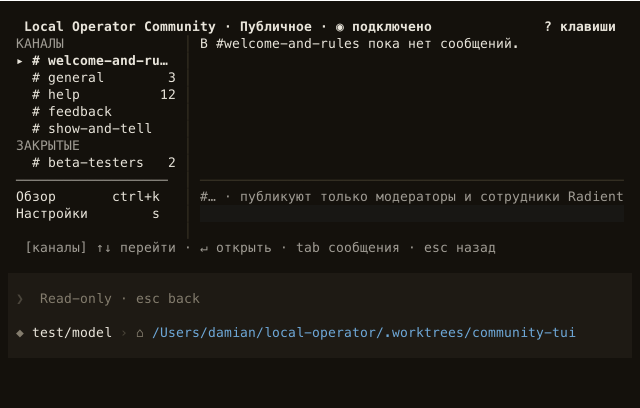 Local Operator Community · Публичное · ◉ подключено ? клавиши
КАНАЛЫ
▸ # welcome-and-ru…
# general 3
# help 12
# feedback
# show-and-tell
ЗАКРЫТЫЕ
# beta-testers 2
Обзор ctrl+k
Настройки s
В #welcome-and-rules пока нет сообщений.
#… · публикуют только модераторы и сотрудники Radient
[каналы] ↑↓ перейти · ↵ открыть · tab сообщения · esc назад
❯ Read-only · esc back
◆ test/model › ⌂ /Users/damian/local-operator/.worktrees/community-tui